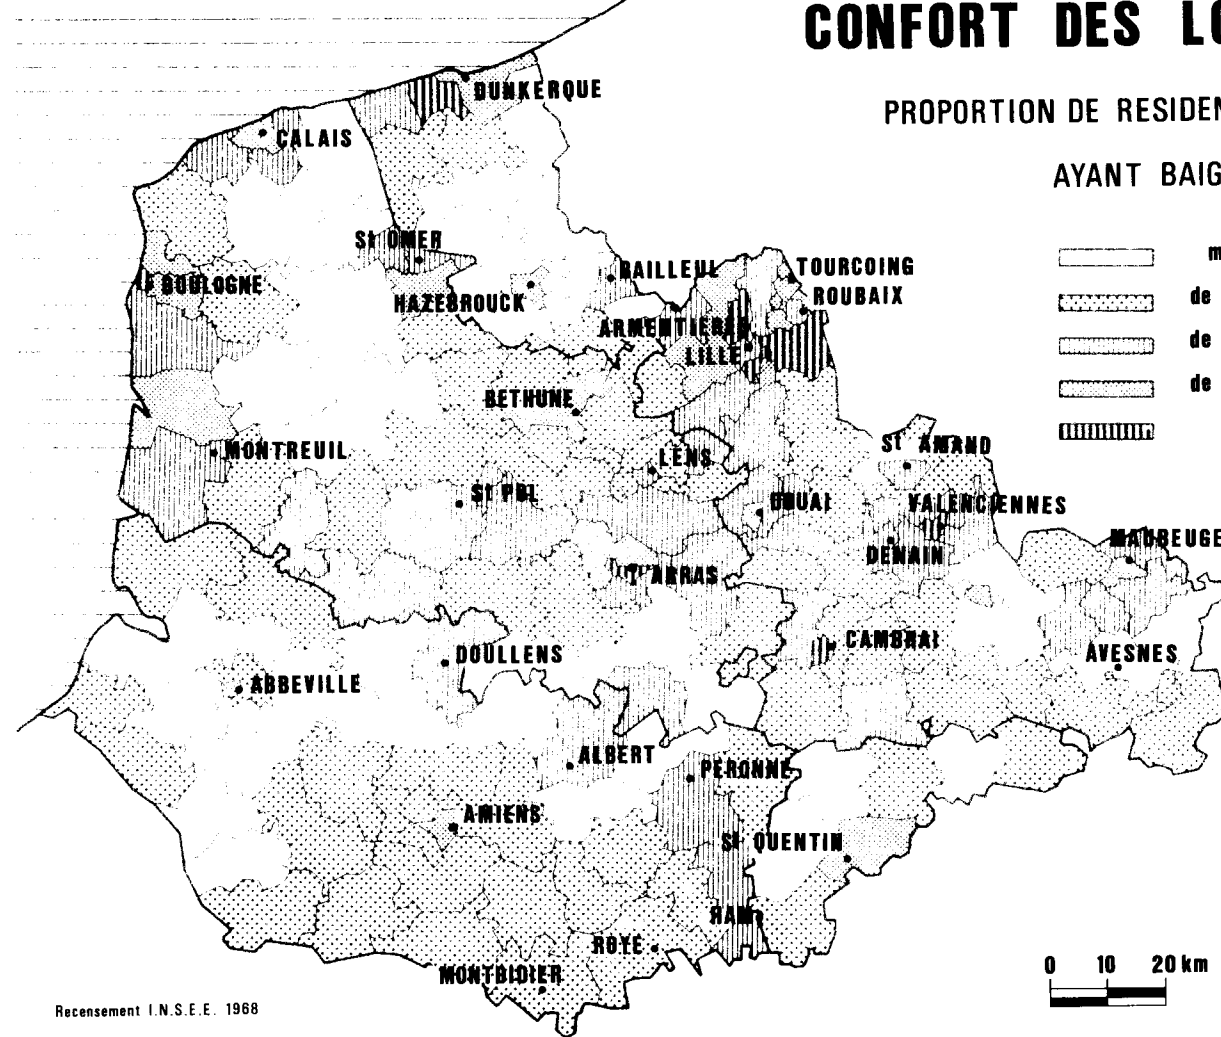 CONFORT DES LO
PROPORTION DE RESIDEN
AYANT BAIG
m
de
de
de
DUNKERQUE
CALAIS
St OMER
BOULOGNE
HAZEBROUCK
BAILLEUL
TOURCOING
ROUBAIX
ARMENTIERES
LILLE
BETHUNE
MONTREUIL
LENS
St AMAND
St POL
DOUAI
VALENCIENNES
DENAIN
MAUBEUGE
ARRAS
CAMBRAI
AVESNES
DOULLENS
ABBEVILLE
ALBERT
PERONNE
AMIENS
St QUENTIN
HAM
ROYE
MONTDIDIER
0 10 20 km
Recensement I.N.S.E.E. 1968